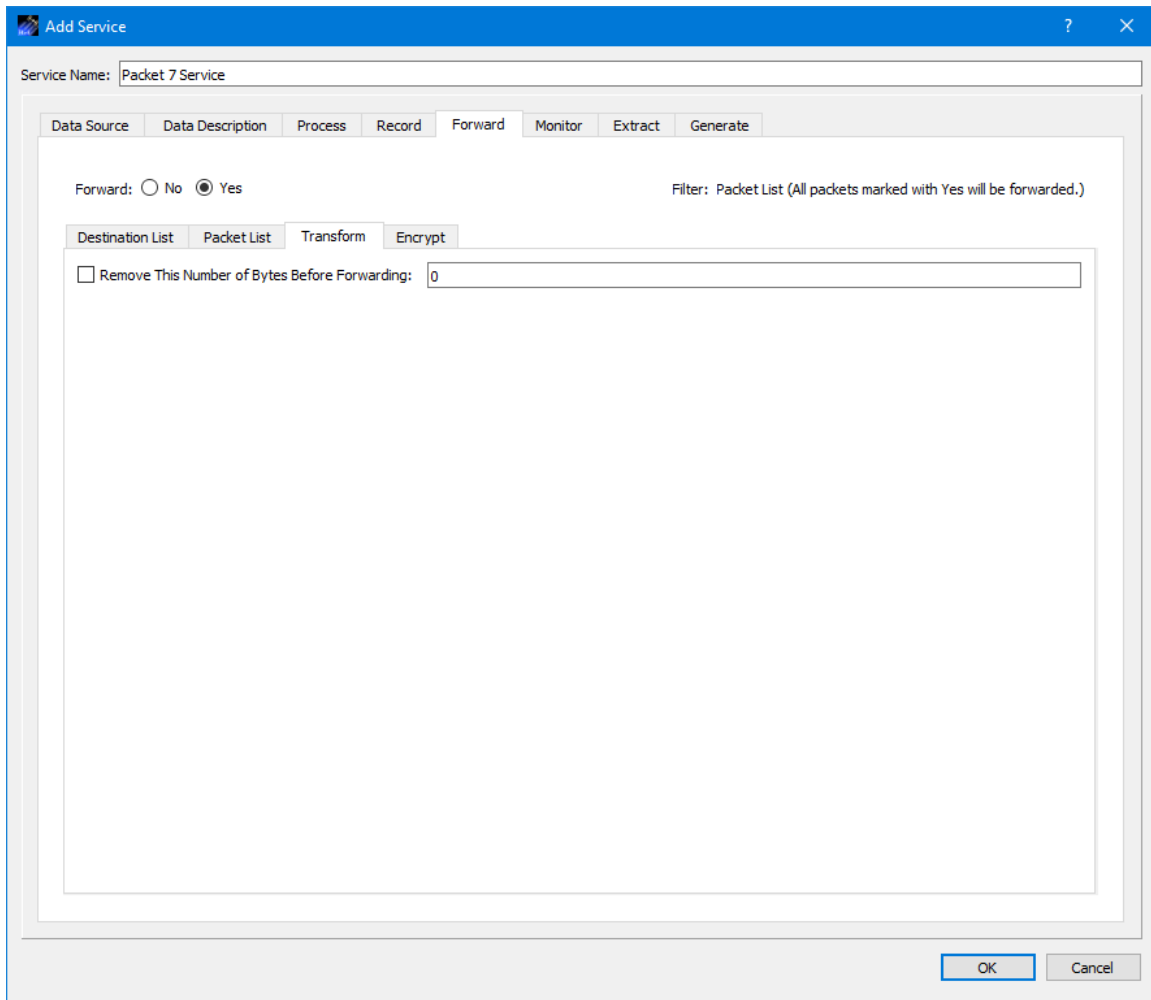 Add Service
?
Service Name: Packet 7 Service
Data Source Data Description Process Record Forward Monitor Extract Generate
Forward: No Yes Filter: Packet List (All packets marked with Yes will be forwarded.)
Destination List Packet List Transform Encrypt
Remove This Number of Bytes Before Forwarding: 0
OK Cancel